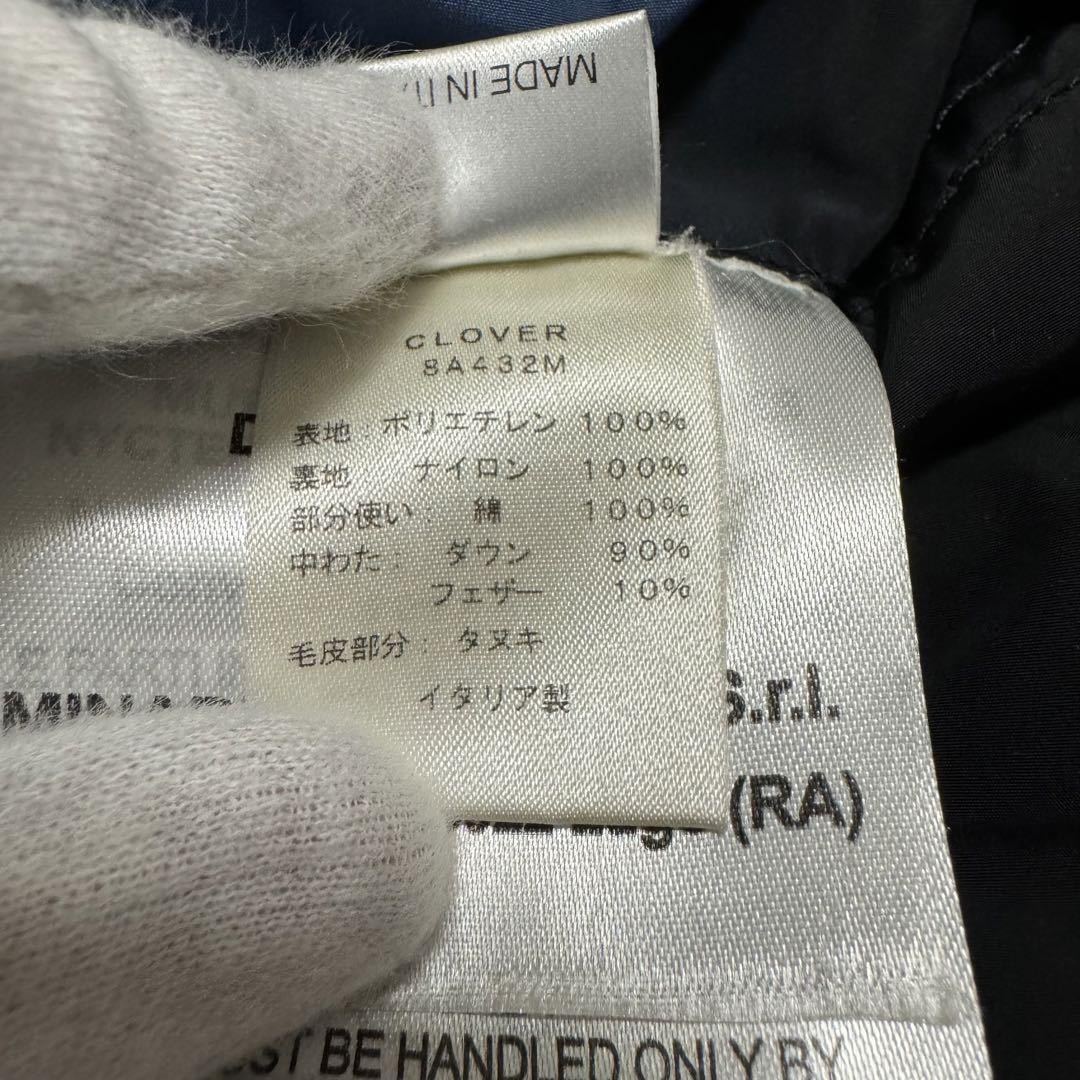 MADE IN
CLOVER
8A432M
表地：ポリエテレン 100%
裏地 ナイロン 100%
部分使い：綿 100%
中わた：ダウン 90%
フェザー 10%
毛皮部分：タヌキ
イタリア製
S.r.l.
(RA)
BE HANDLED ONLY BY